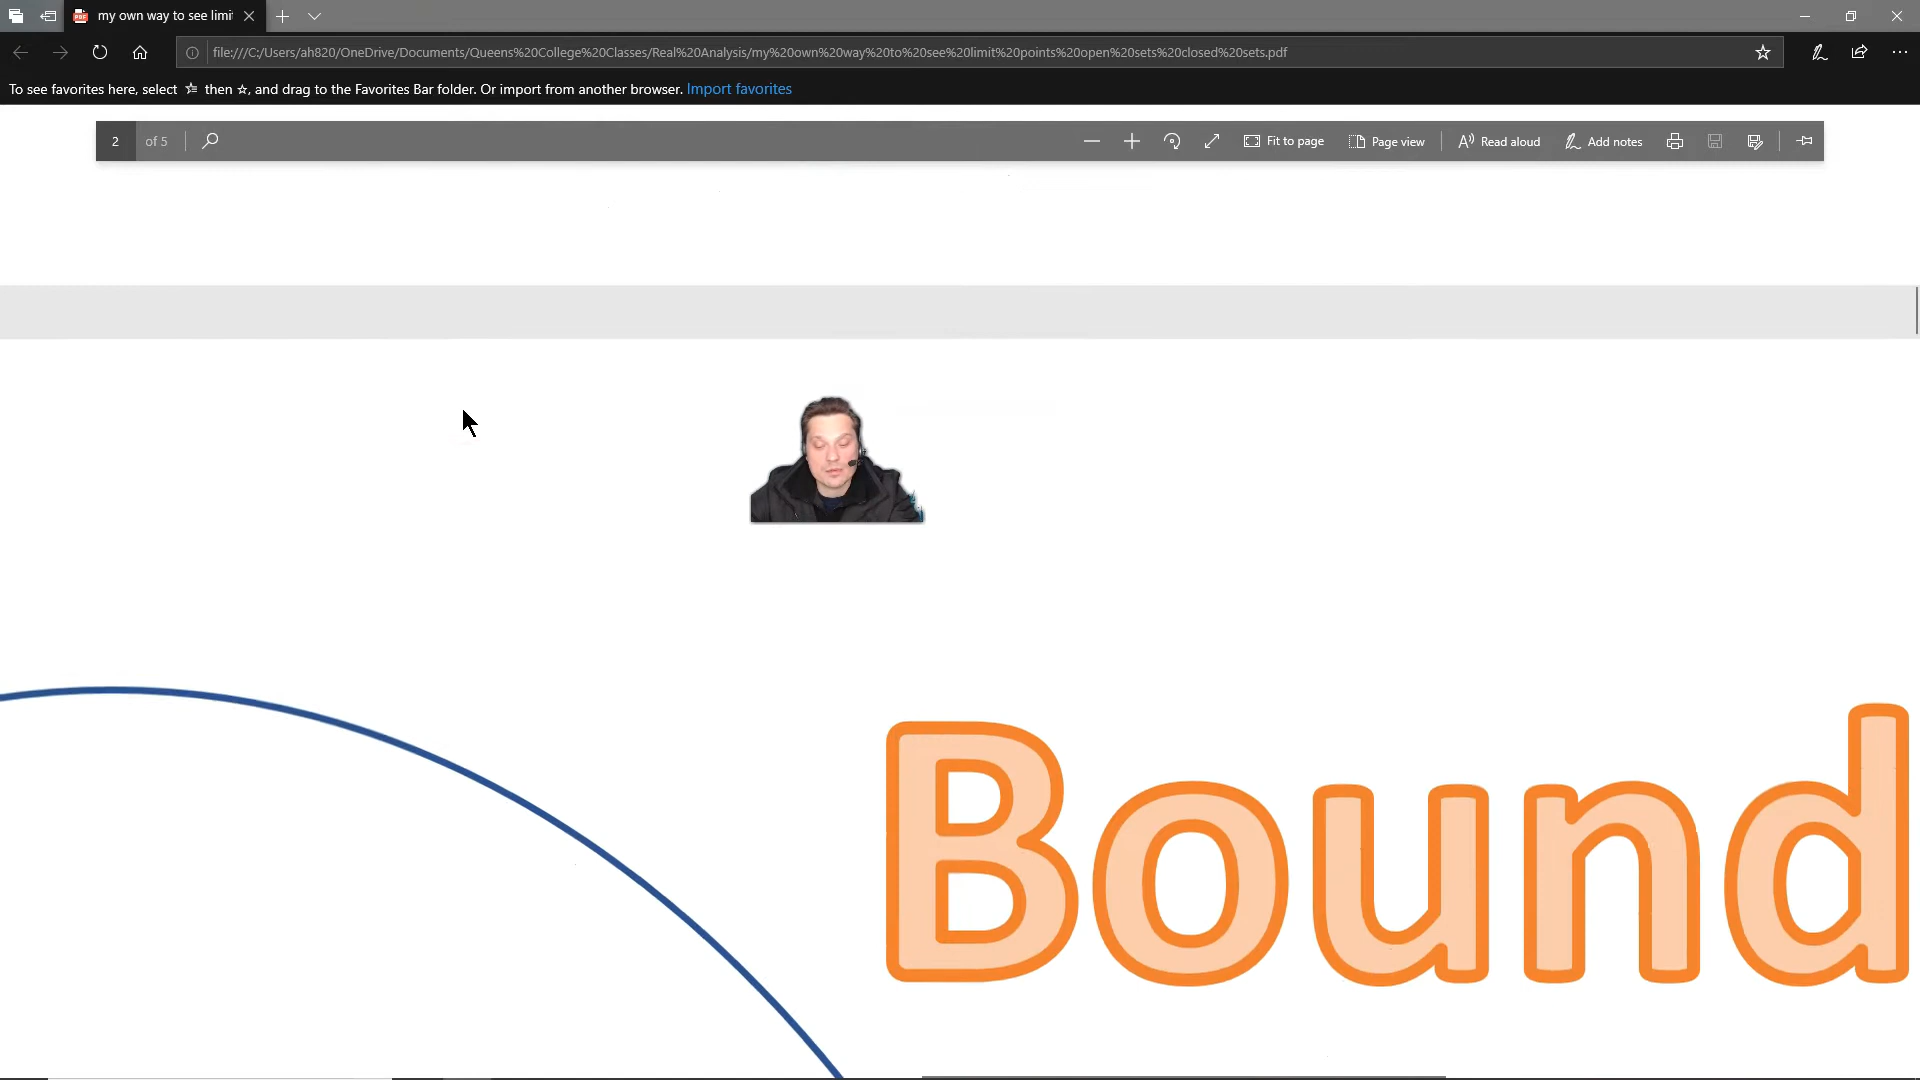 my own way to see limit
file:///C:/Users/ah820/OneDrive/Documents/Queens%20College%20Classes/Real%20Analysis/my%20own%20way%20to%20see%20limit%20points%20open%20sets%20closed%20sets.pdf
To see favorites here, select then ☆, and drag to the Favorites Bar folder. Or import from another browser. Import favorites
2 of 5 Fit to page Page view Read aloud Add notes
Bound